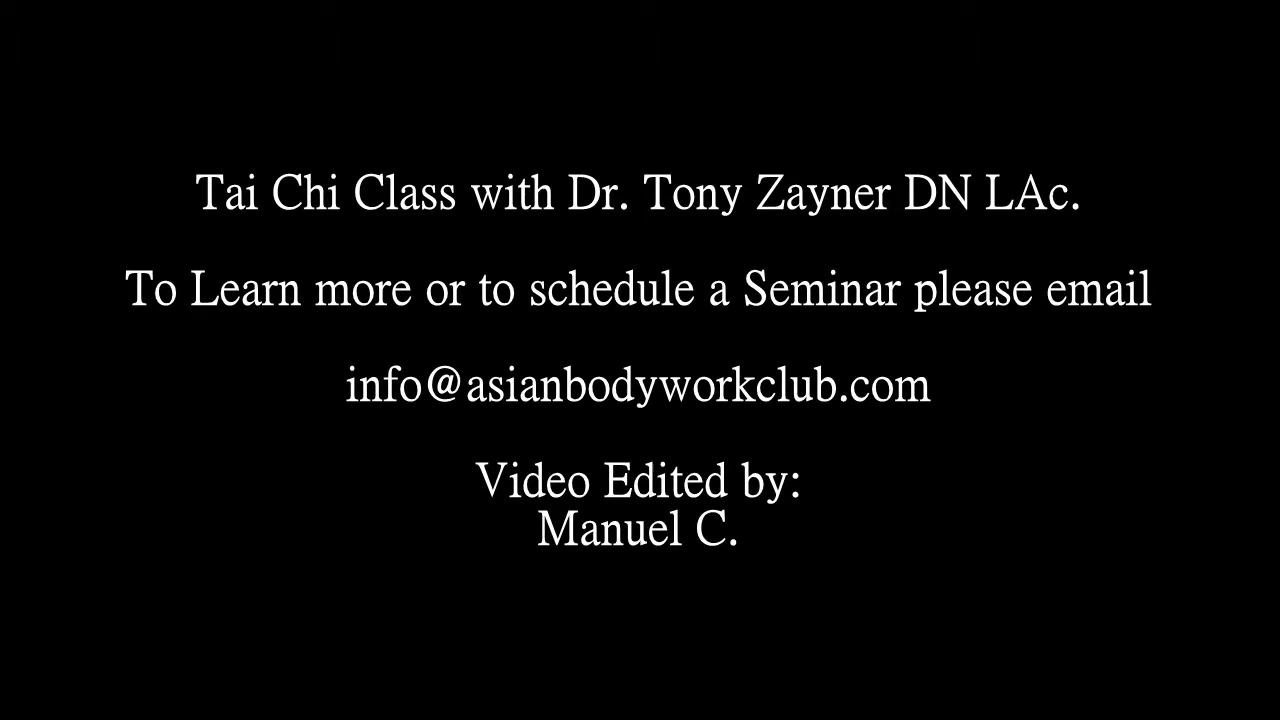 Tai Chi Class with Dr. Tony Zayner DN LAc.
To Learn more or to schedule a Seminar please email
info@asianbodyworkclub.com
Video Edited by:
Manuel C.